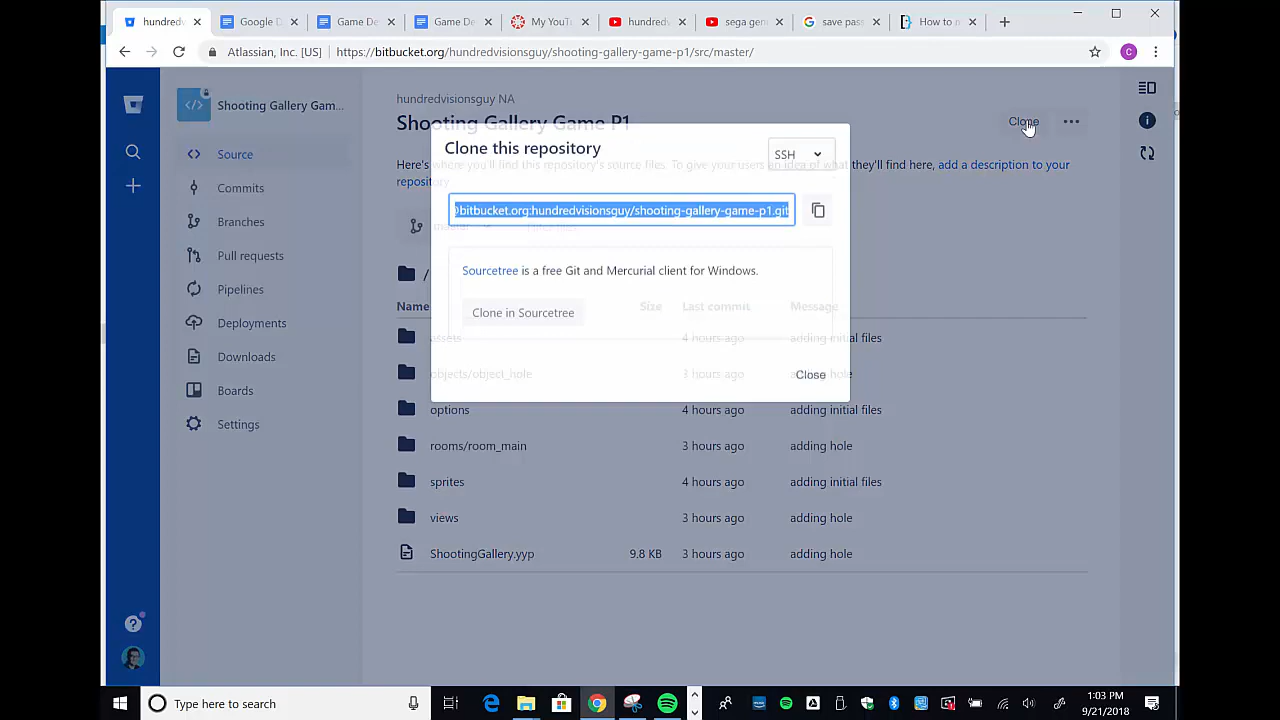 hundred
Google D
Game De
Game De
My YouT
hundred
sega gen
save pas
How to m
Atlassian, Inc. [US]
https://bitbucket.org/hundredvisionsguy/shooting-gallery-game-p1/src/master/
Shooting Gallery Gam...
Source
Commits
Branches
Pull requests
Pipelines
Deployments
Downloads
Boards
Settings
hundredvisionsguy NA
Shooting Gallery Game P1
Clone
Here's where you'll find this repository's source files. To give your users an idea of what they'll find here, add a description to your
repository
Clone this repository
SSH
@bitbucket.org:hundredvisionsguy/shooting-gallery-game-p1.git
Sourcetree is a free Git and Mercurial client for Windows.
Clone in Sourcetree
Close
/
Name Size Last commit Message
assets 4 hours ago adding initial files
objects/object_hole 3 hours ago adding hole
options 4 hours ago adding initial files
rooms/room_main 3 hours ago adding hole
sprites 4 hours ago adding initial files
views 3 hours ago adding hole
ShootingGallery.yyp 9.8 KB 3 hours ago adding hole
Type here to search
1:03 PM
9/21/2018